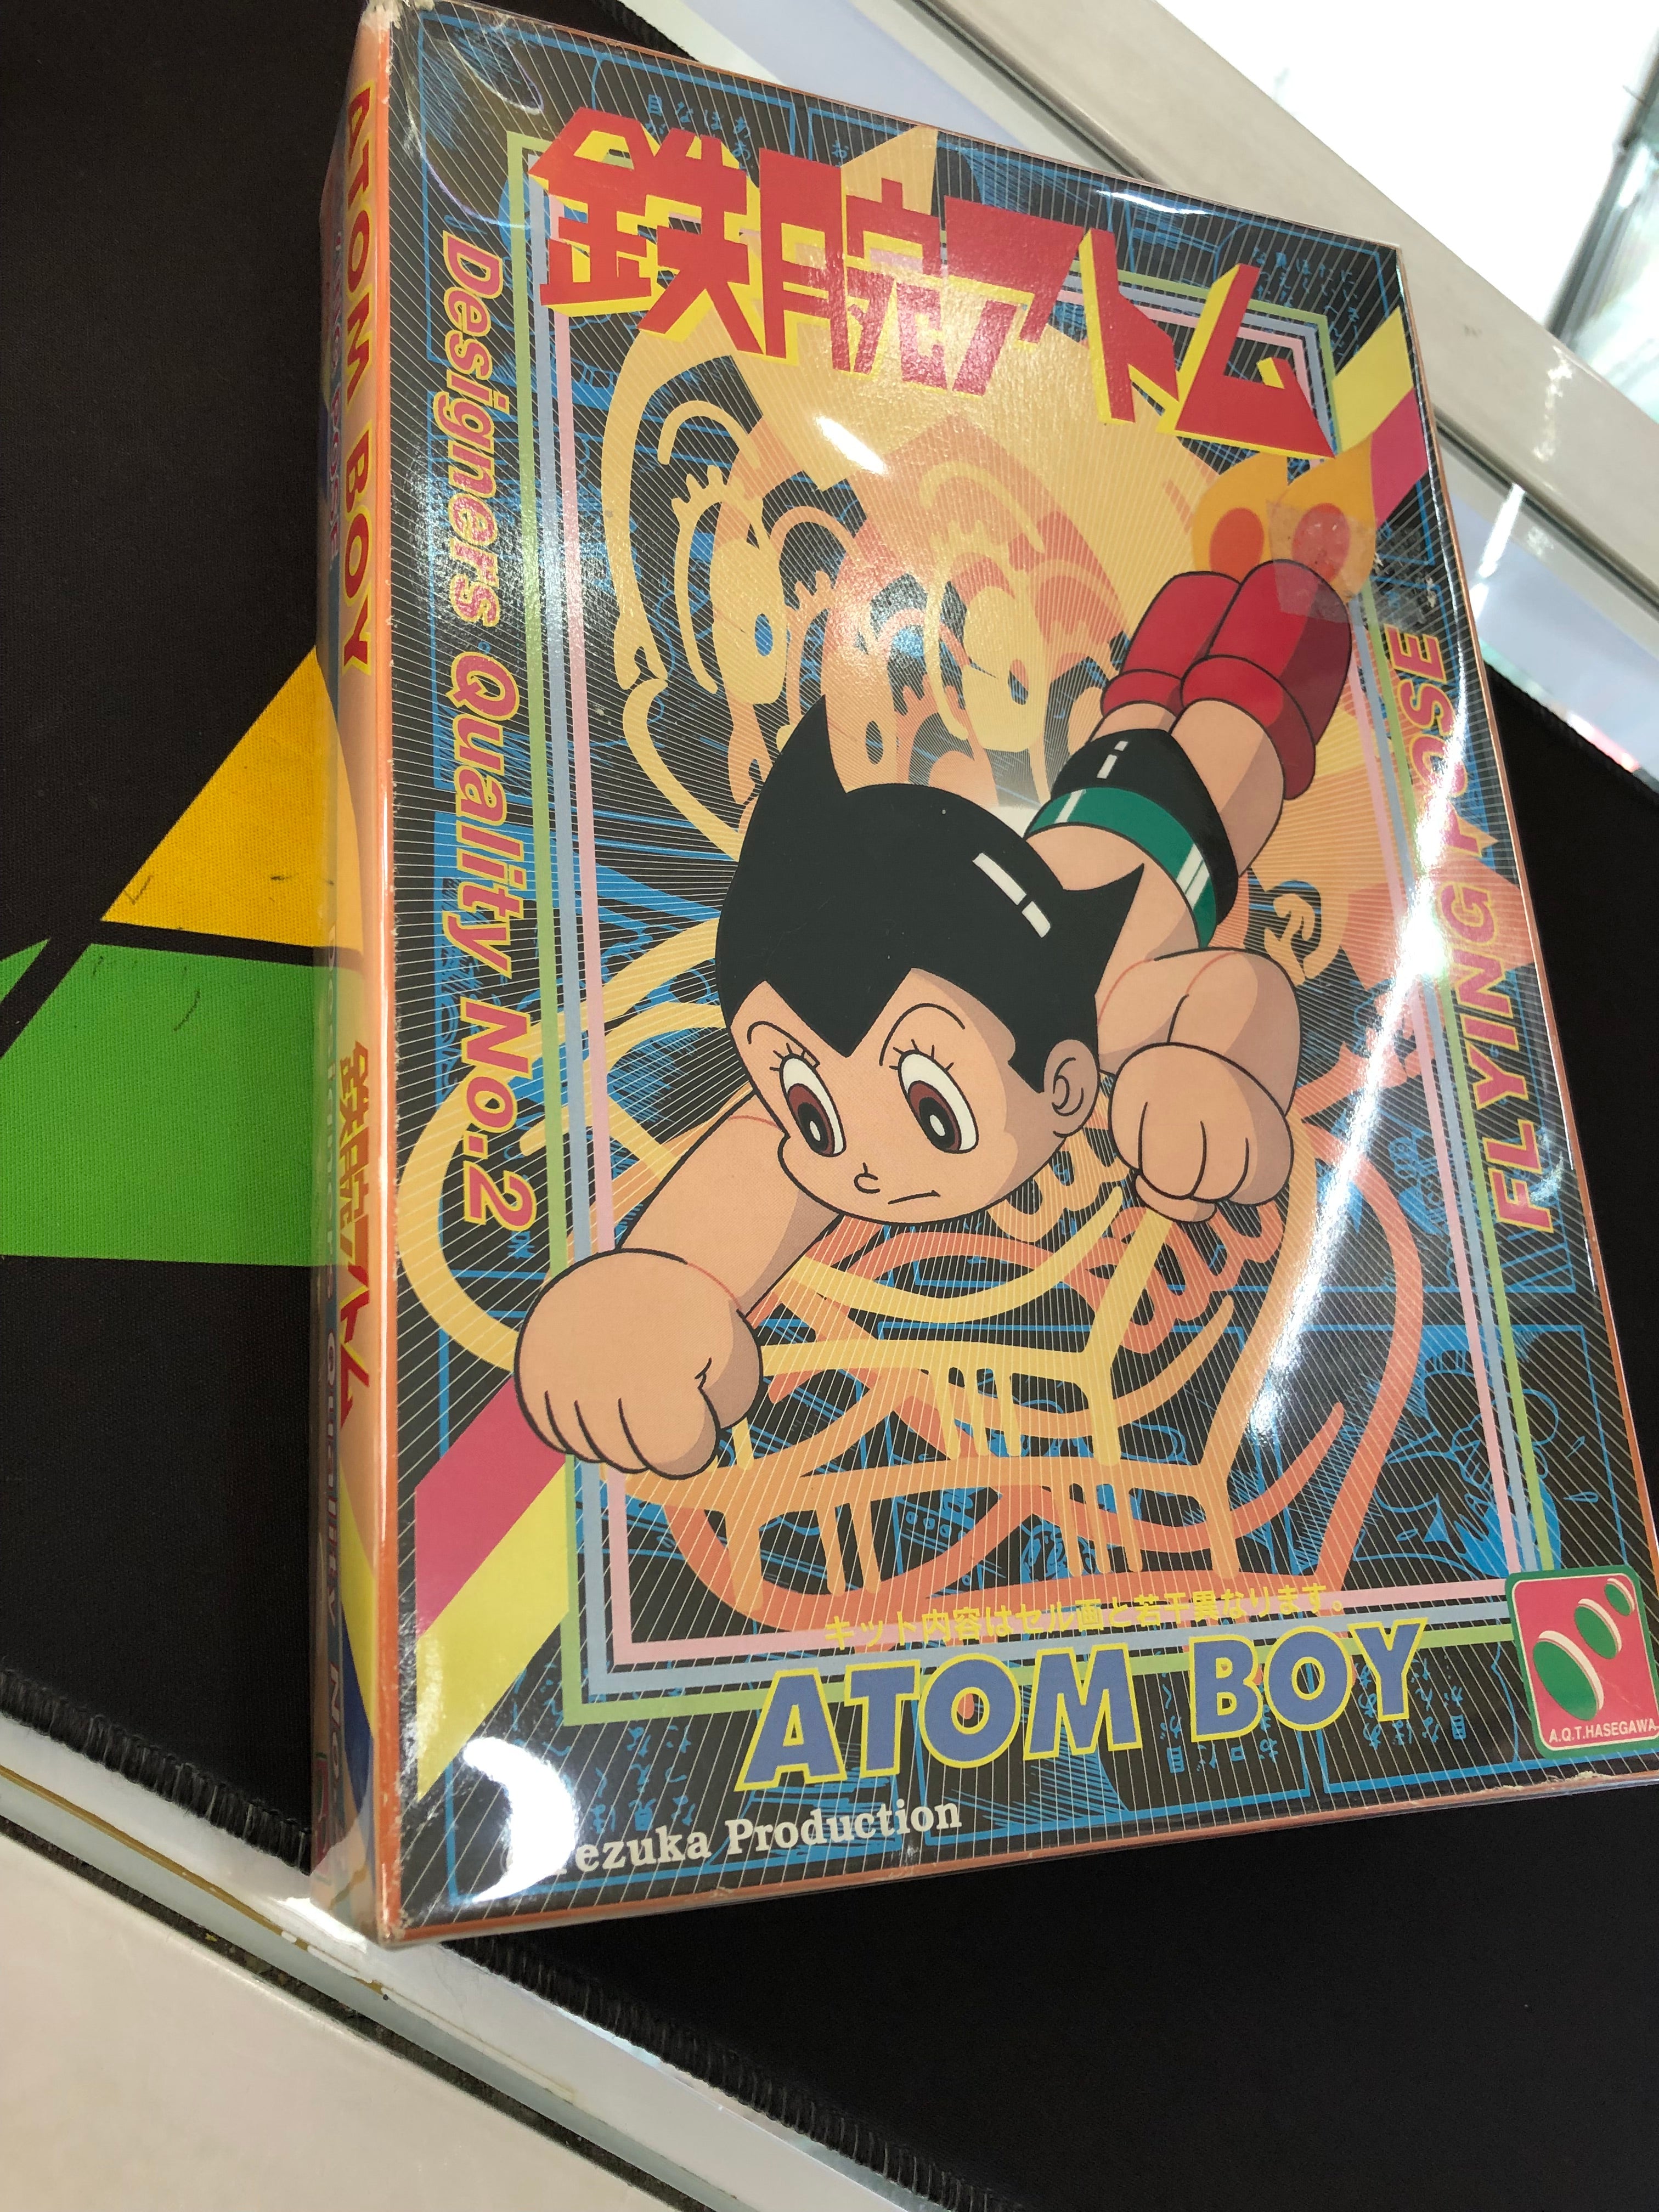 鉄腕アトム
Designers Quality No.2
FLYING POSE
キット内容はセル画と若干異なります。
ATOM BOY
Tezuka Production
A.Q.T.HASEGAWA
ATOM BOY
鉄腕アトム